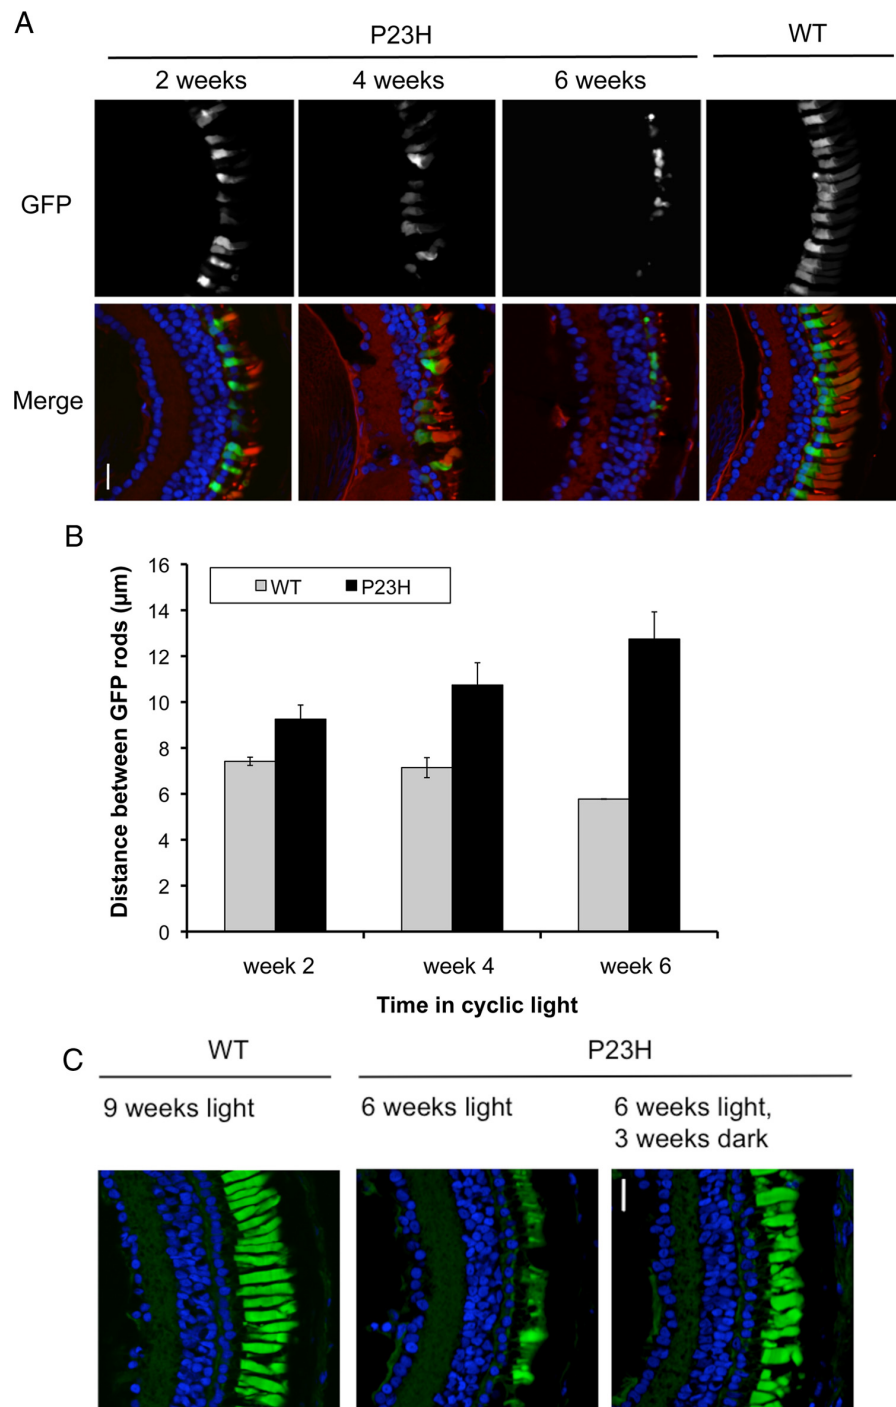 A
P23H
WT
2 weeks
4 weeks
6 weeks
GFP
Merge
B
16
14
12
10
8
6
4
2
0
Distance between GFP rods (µm)
WT
P23H
week 2
week 4
week 6
Time in cyclic light
C
WT
P23H
9 weeks light
6 weeks light
6 weeks light,
3 weeks dark